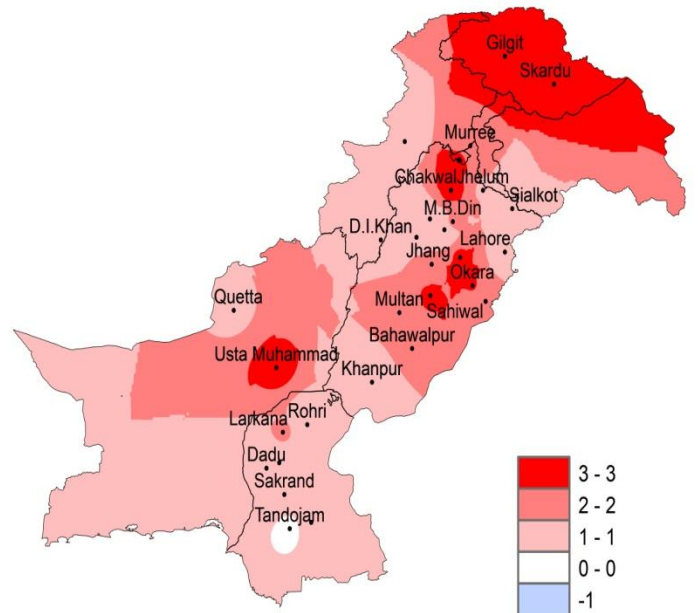 Gilgit
Skardu
Murree
Chakwal Jhelum
Sialkot
M.B.Din
D.I.Khan
Lahore
Jhang
Okara
Quetta
Multan
Sahiwal
Bahawalpur
Usta Muhammad
Khanpur
Rohri
Larkana
Dadu
Sakrand
Tandojam
3 - 3
2 - 2
1 - 1
0 - 0
-1